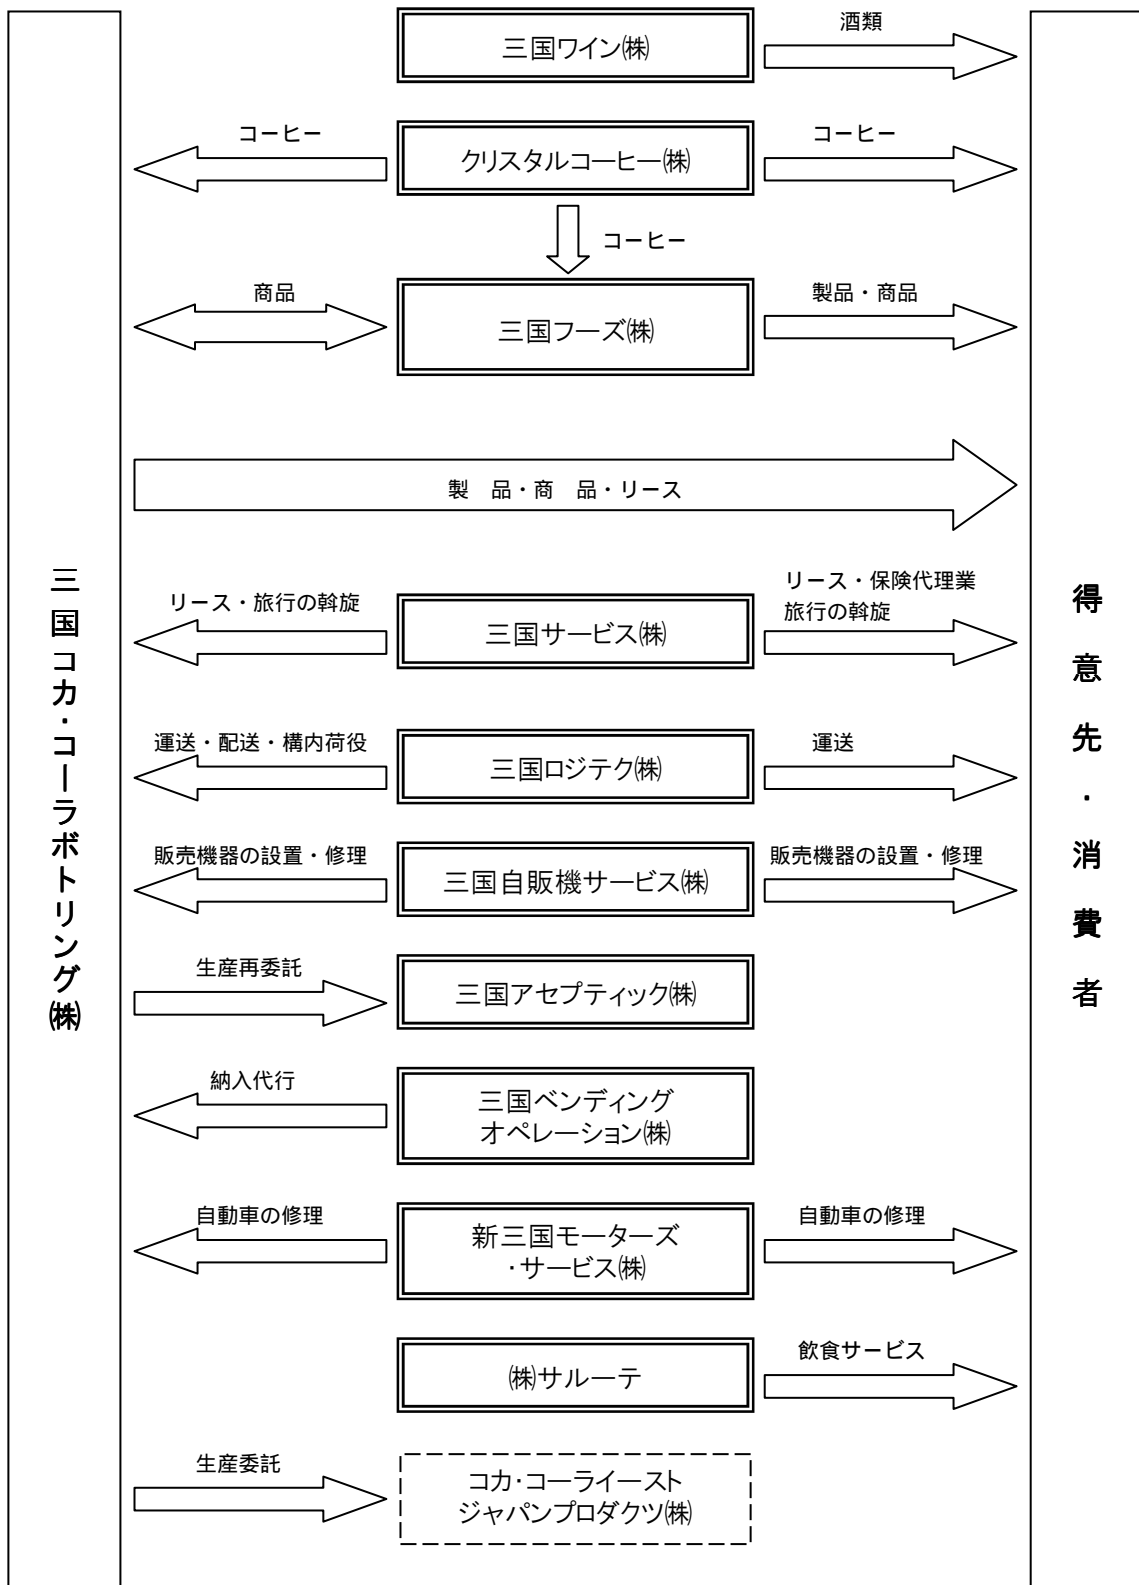 三国ワイン㈱
酒類
コーヒー
クリスタルコーヒー㈱
コーヒー
コーヒー
商品
三国フーズ㈱
製品・商品
製 品・商 品・リース
三国コカ・コーラボトリング㈱
得意先・消費者
リース・旅行の斡旋
三国サービス㈱
リース・保険代理業
旅行の斡旋
運送・配送・構内荷役
三国ロジテク㈱
運送
販売機器の設置・修理
三国自販機サービス㈱
販売機器の設置・修理
生産再委託
三国アセプティック㈱
納入代行
三国ベンディング
オペレーション㈱
自動車の修理
新三国モーターズ
・サービス㈱
自動車の修理
㈱サルーテ
飲食サービス
生産委託
コカ・コーライースト
ジャパンプロダクツ㈱